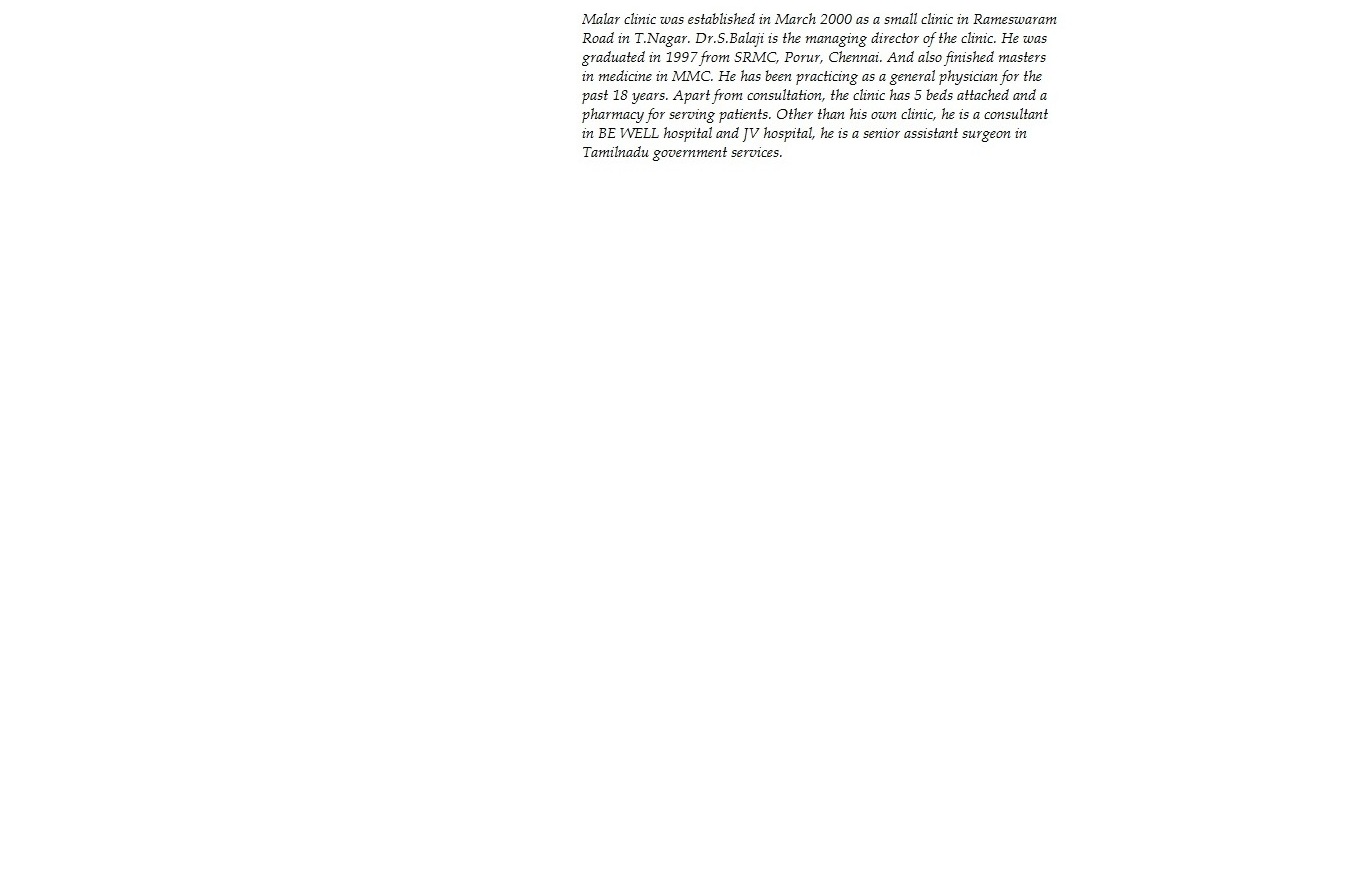 Malar clinic was established in March 2000 as a small clinic in Rameswaram
Road in T.Nagar. Dr.S.Balaji is the managing director of the clinic. He was
graduated in 1997 from SRMC, Porur, Chennai. And also finished masters
in medicine in MMC. He has been practicing as a general physician for the
past 18 years. Apart from consultation, the clinic has 5 beds attached and a
pharmacy for serving patients. Other than his own clinic, he is a consultant
in BE WELL hospital and JV hospital, he is a senior assistant surgeon in
Tamilnadu government services.